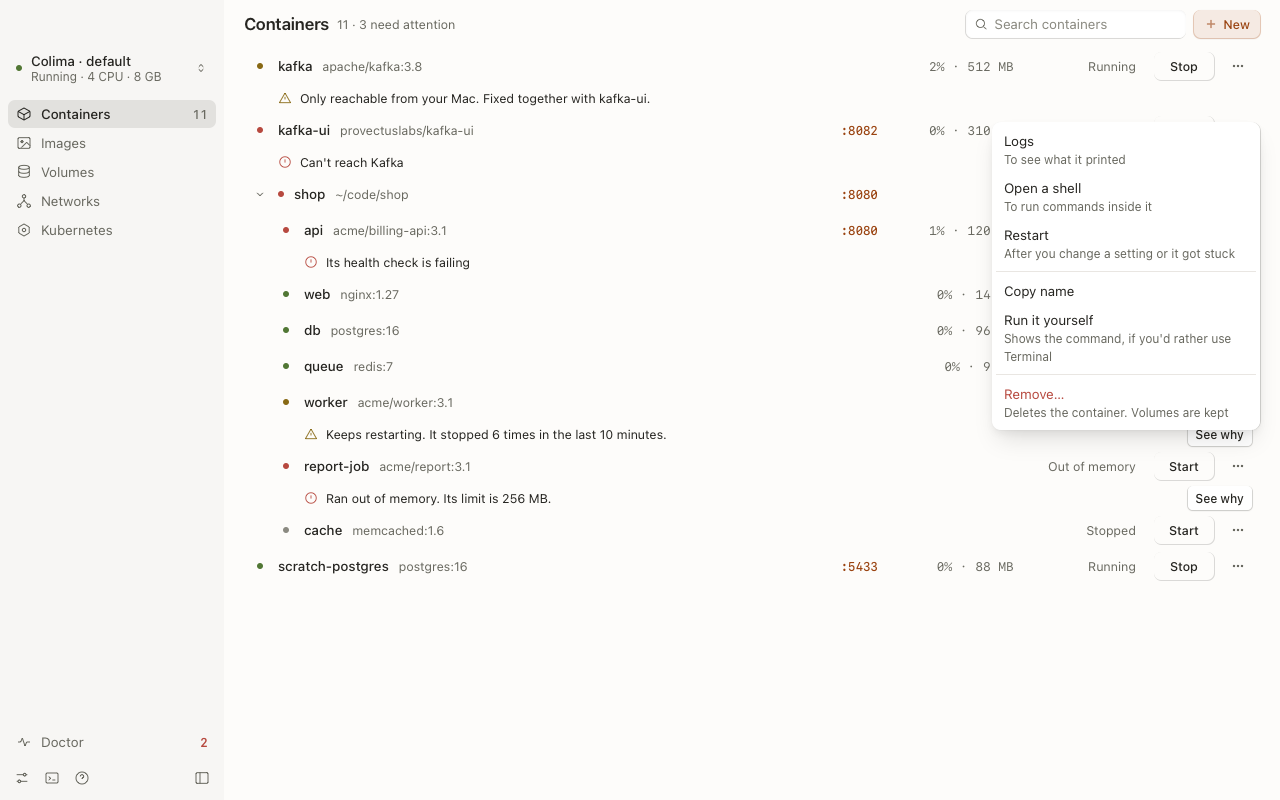 Containers 11 · 3 need attention
Search containers
+ New
Colima · default
Running · 4 CPU · 8 GB
Containers 11
Images
Volumes
Networks
Kubernetes
Doctor 2
kafka apache/kafka:3.8 2% · 512 MB Running Stop
Only reachable from your Mac. Fixed together with kafka-ui.
kafka-ui provectuslabs/kafka-ui :8082 0% · 310
Can't reach Kafka
shop ~/code/shop :8080
api acme/billing-api:3.1 :8080 1% · 120
Its health check is failing
web nginx:1.27 0% · 14
db postgres:16 0% · 96
queue redis:7 0% · 9
worker acme/worker:3.1
Keeps restarting. It stopped 6 times in the last 10 minutes. See why
report-job acme/report:3.1 Out of memory Start
Ran out of memory. Its limit is 256 MB. See why
cache memcached:1.6 Stopped Start
scratch-postgres postgres:16 :5433 0% · 88 MB Running Stop
Logs
To see what it printed
Open a shell
To run commands inside it
Restart
After you change a setting or it got stuck
Copy name
Run it yourself
Shows the command, if you'd rather use
Terminal
Remove…
Deletes the container. Volumes are kept